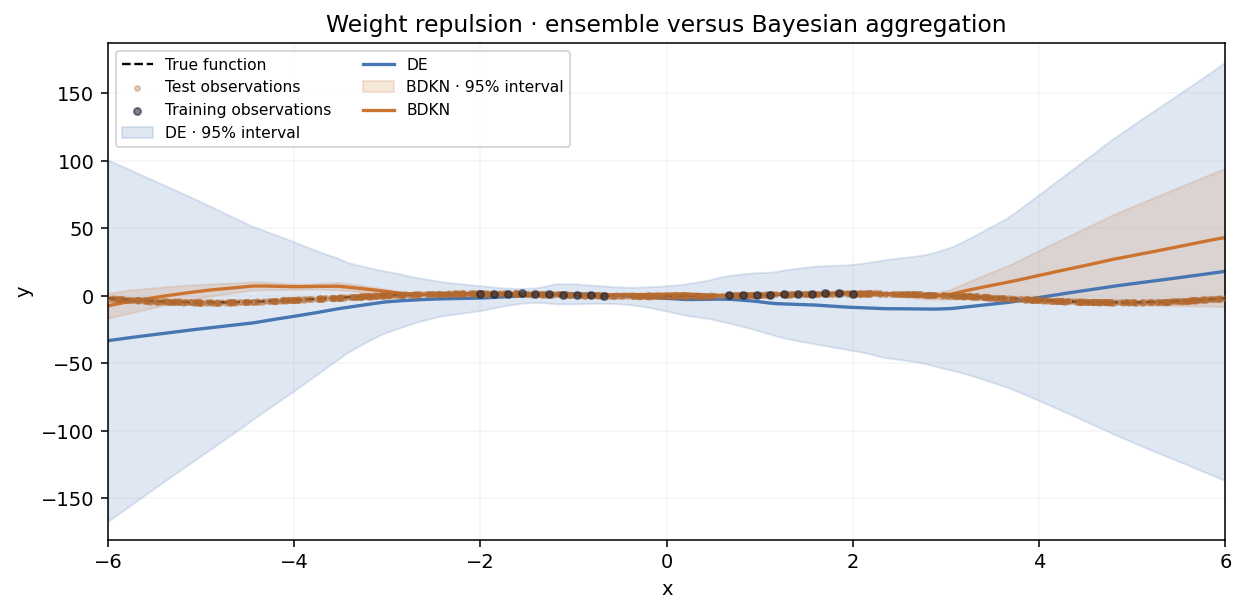 Weight repulsion · ensemble versus Bayesian aggregation
True function
Test observations
Training observations
DE · 95% interval
DE
BDKN · 95% interval
BDKN
y
150
100
50
0
−50
−100
−150
−6
−4
−2
0
2
4
6
x